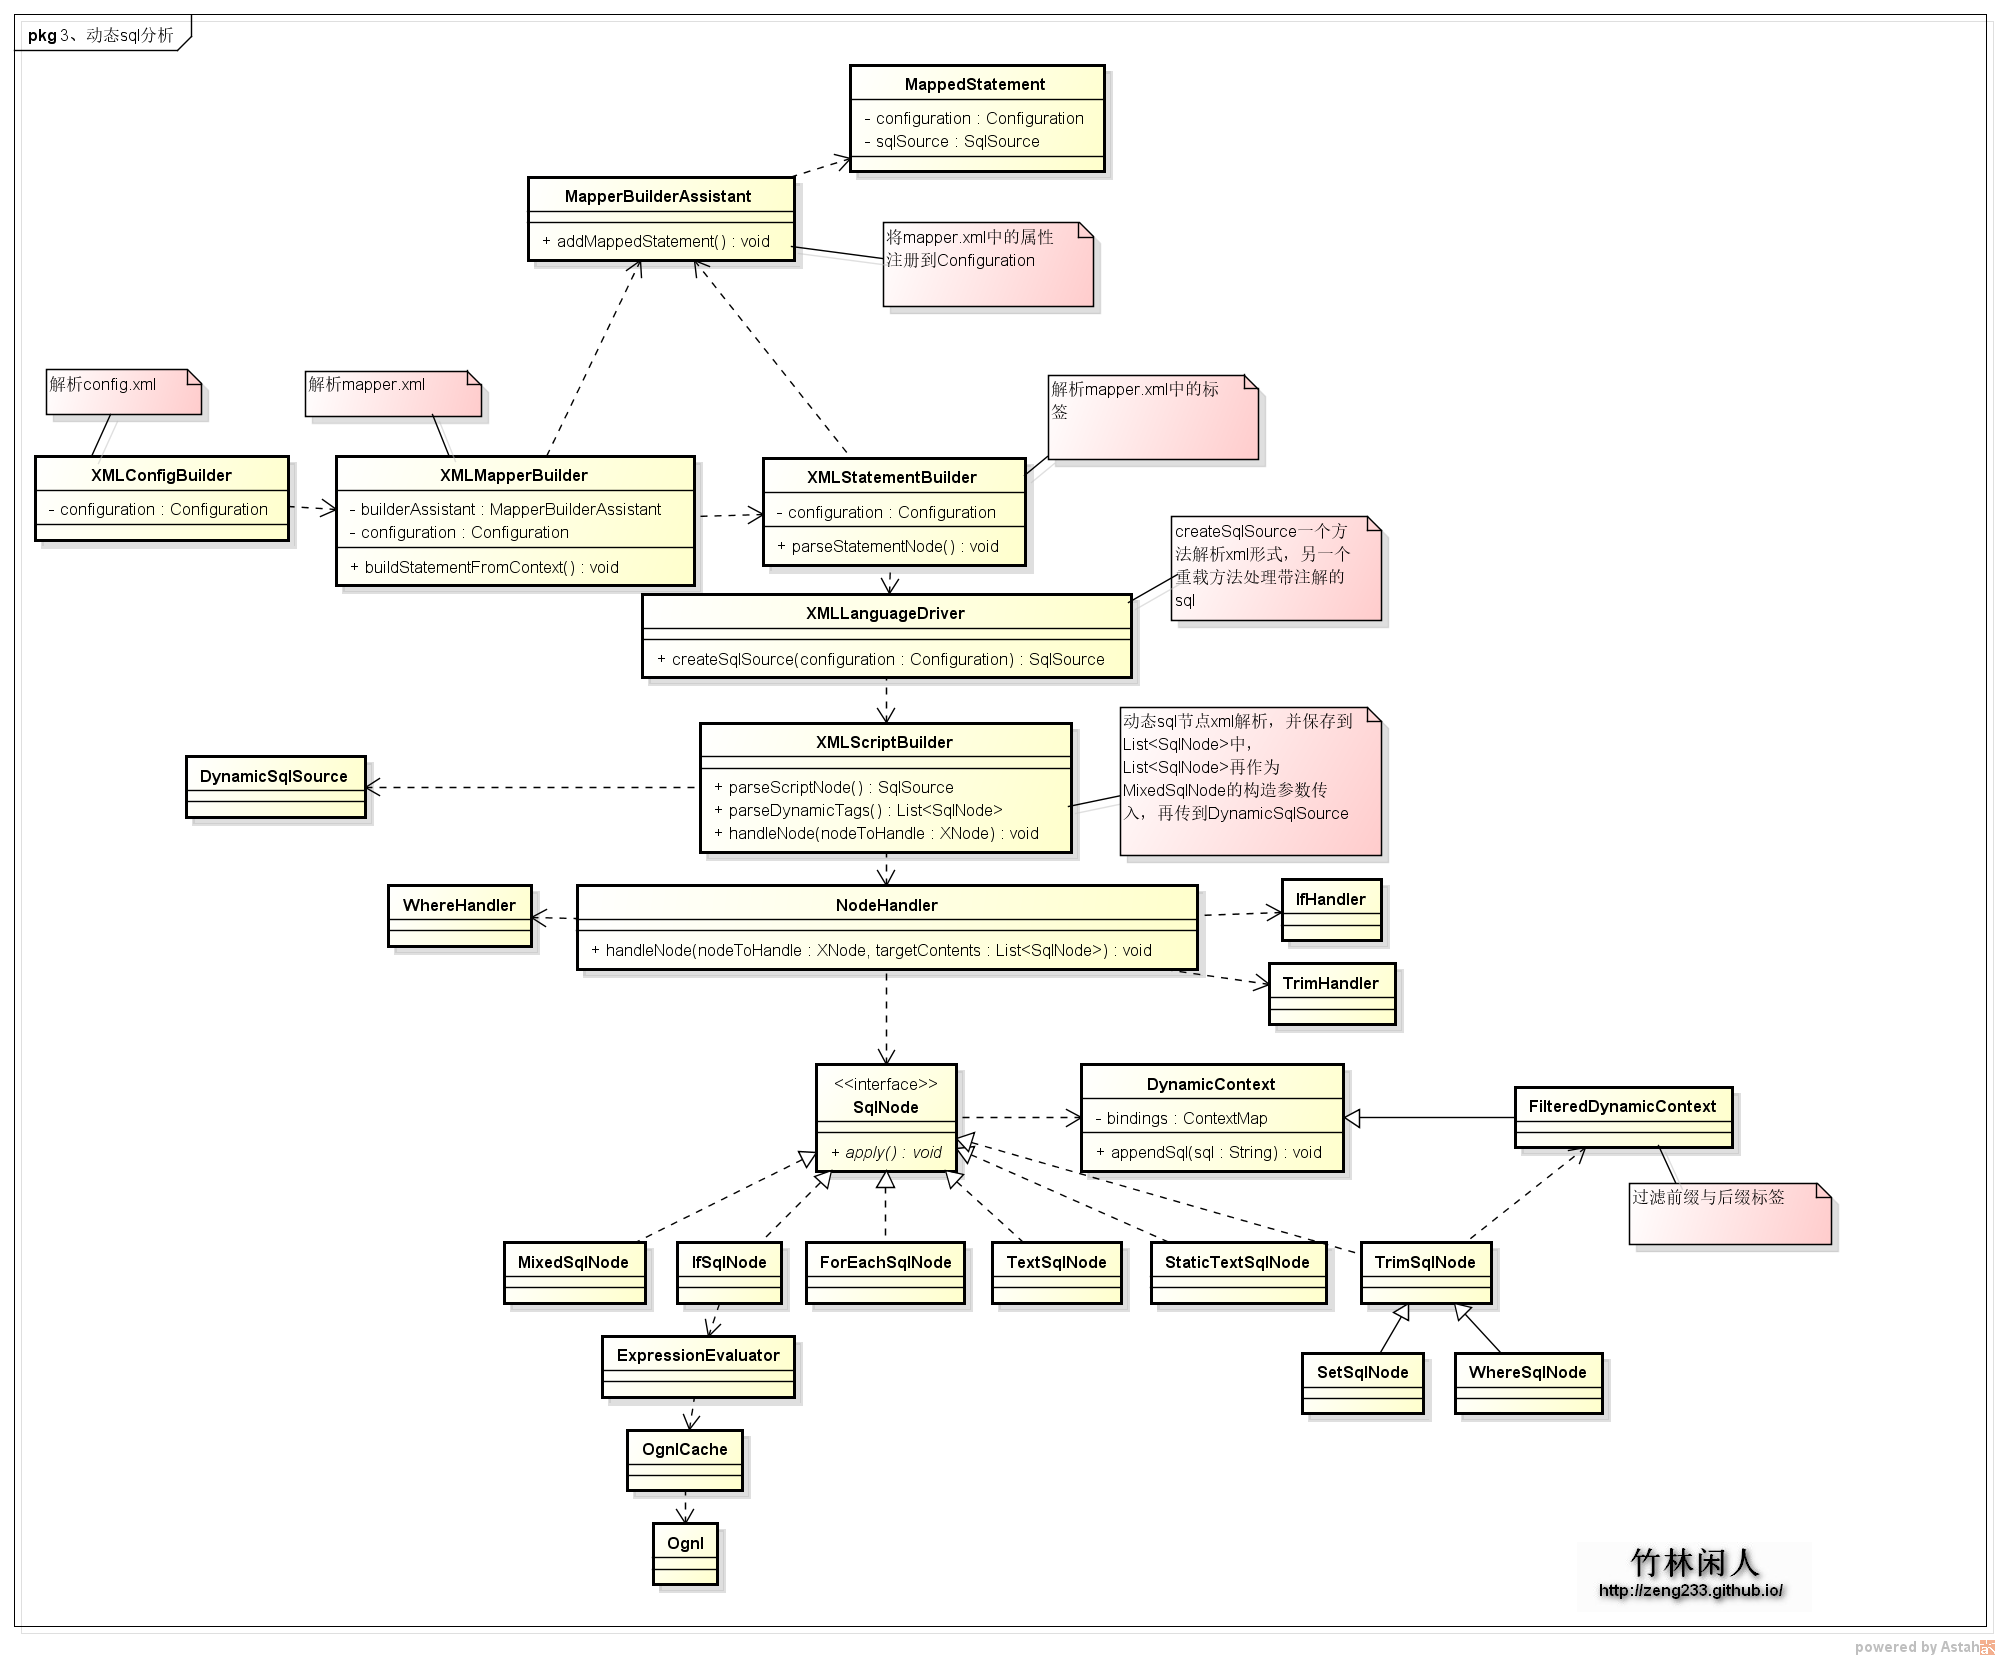 pkg 3、动态sql分析
MappedStatement
- configuration : Configuration
- sqlSource : SqlSource
MapperBuilderAssistant
+ addMappedStatement() : void
将mapper.xml中的属性
注册到Configuration
解析config.xml
解析mapper.xml
解析mapper.xml中的标
签
XMLConfigBuilder
- configuration : Configuration
XMLMapperBuilder
- builderAssistant : MapperBuilderAssistant
- configuration : Configuration
+ buildStatementFromContext() : void
XMLStatementBuilder
- configuration : Configuration
+ parseStatementNode() : void
createSqlSource一个方
法解析xml形式，另一个
重载方法处理带注解的
sql
XMLLanguageDriver
+ createSqlSource(configuration : Configuration) : SqlSource
动态sql节点xml解析，并保存到
List<SqlNode>中，
List<SqlNode>再作为
MixedSqlNode的构造参数传
入，再传到DynamicSqlSource
DynamicSqlSource
XMLScriptBuilder
+ parseScriptNode() : SqlSource
+ parseDynamicTags() : List<SqlNode>
+ handleNode(nodeToHandle : XNode) : void
WhereHandler
NodeHandler
+ handleNode(nodeToHandle : XNode, targetContents : List<SqlNode>) : void
IfHandler
TrimHandler
<<interface>>
SqlNode
+ apply() : void
DynamicContext
- bindings : ContextMap
+ appendSql(sql : String) : void
FilteredDynamicContext
过滤前缀与后缀标签
MixedSqlNode
IfSqlNode
ForEachSqlNode
TextSqlNode
StaticTextSqlNode
TrimSqlNode
ExpressionEvaluator
SetSqlNode
WhereSqlNode
OgnlCache
Ognl
竹林闲人
http://zeng233.github.io/
powered by Astah